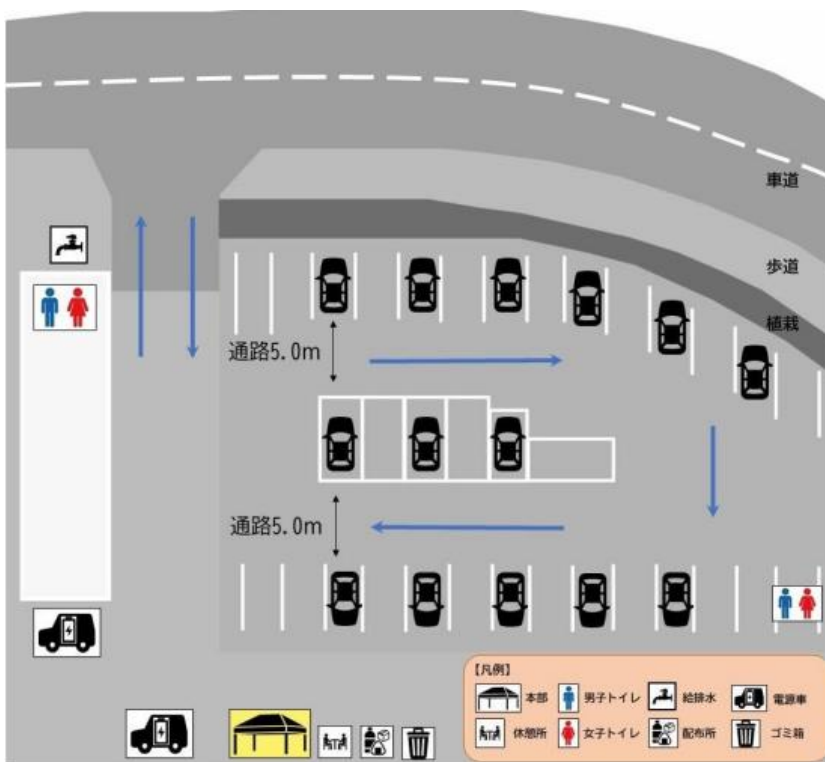 車道
歩道
植栽
通路5.0m
通路5.0m
【凡例】
本部
男子トイレ
給排水
電源車
休憩所
女子トイレ
配布所
ゴミ箱